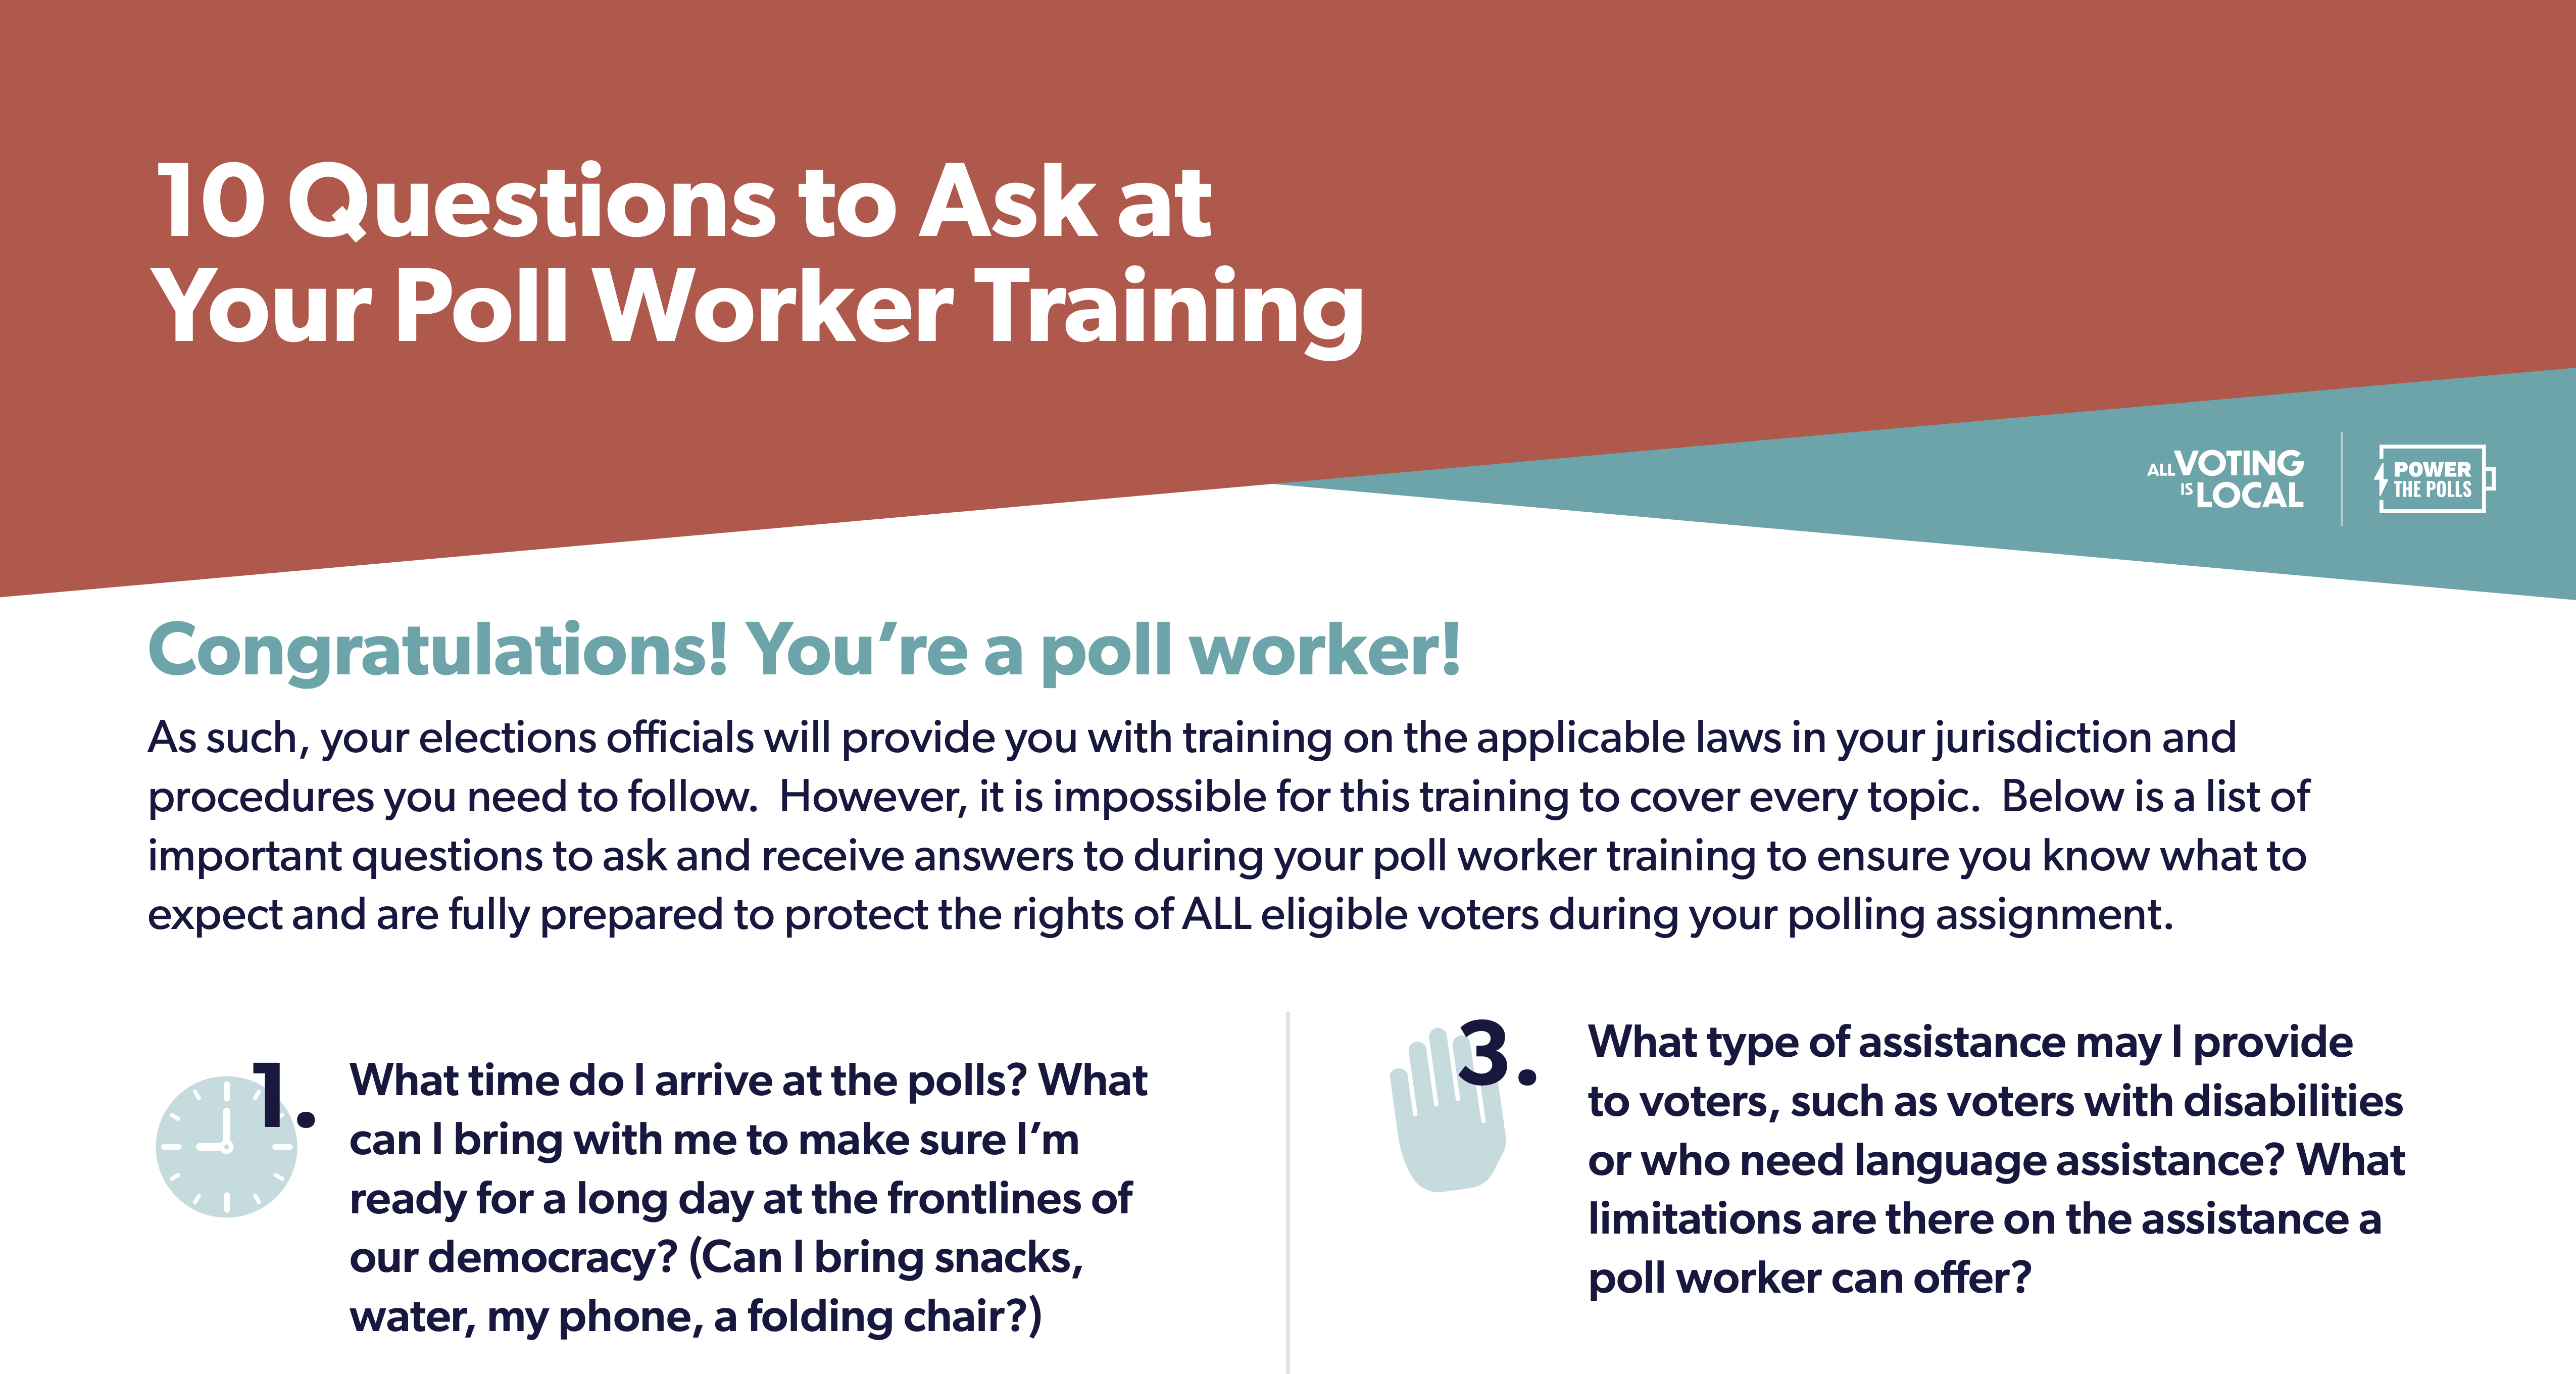 10 Questions to Ask at
Your Poll Worker Training
ALL VOTING
IS LOCAL
POWER
THE POLLS
Congratulations! You’re a poll worker!
As such, your elections officials will provide you with training on the applicable laws in your jurisdiction and
procedures you need to follow.  However, it is impossible for this training to cover every topic.  Below is a list of
important questions to ask and receive answers to during your poll worker training to ensure you know what to
expect and are fully prepared to protect the rights of ALL eligible voters during your polling assignment.
1.
What time do I arrive at the polls? What
can I bring with me to make sure I’m
ready for a long day at the frontlines of
our democracy? (Can I bring snacks,
water, my phone, a folding chair?)
3.
What type of assistance may I provide
to voters, such as voters with disabilities
or who need language assistance? What
limitations are there on the assistance a
poll worker can offer?